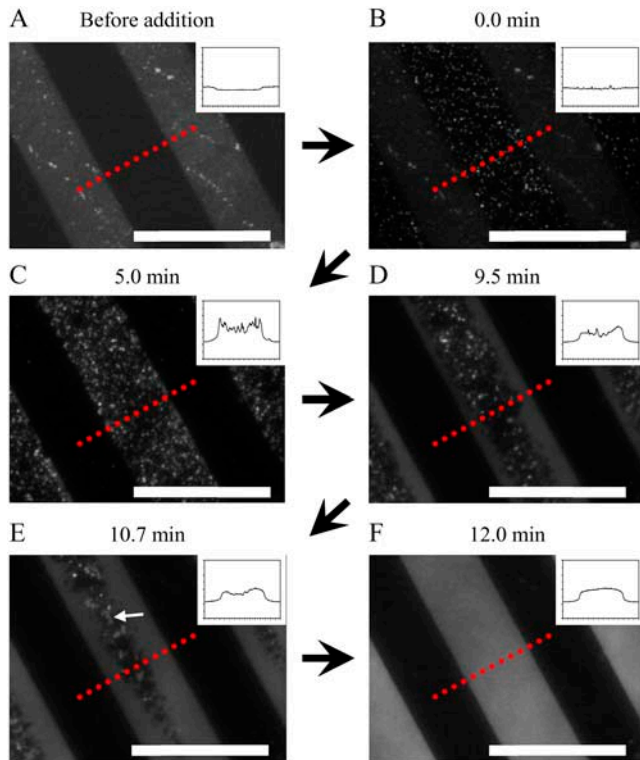 A Before addition
B 0.0 min
C 5.0 min
D 9.5 min
E 10.7 min
F 12.0 min